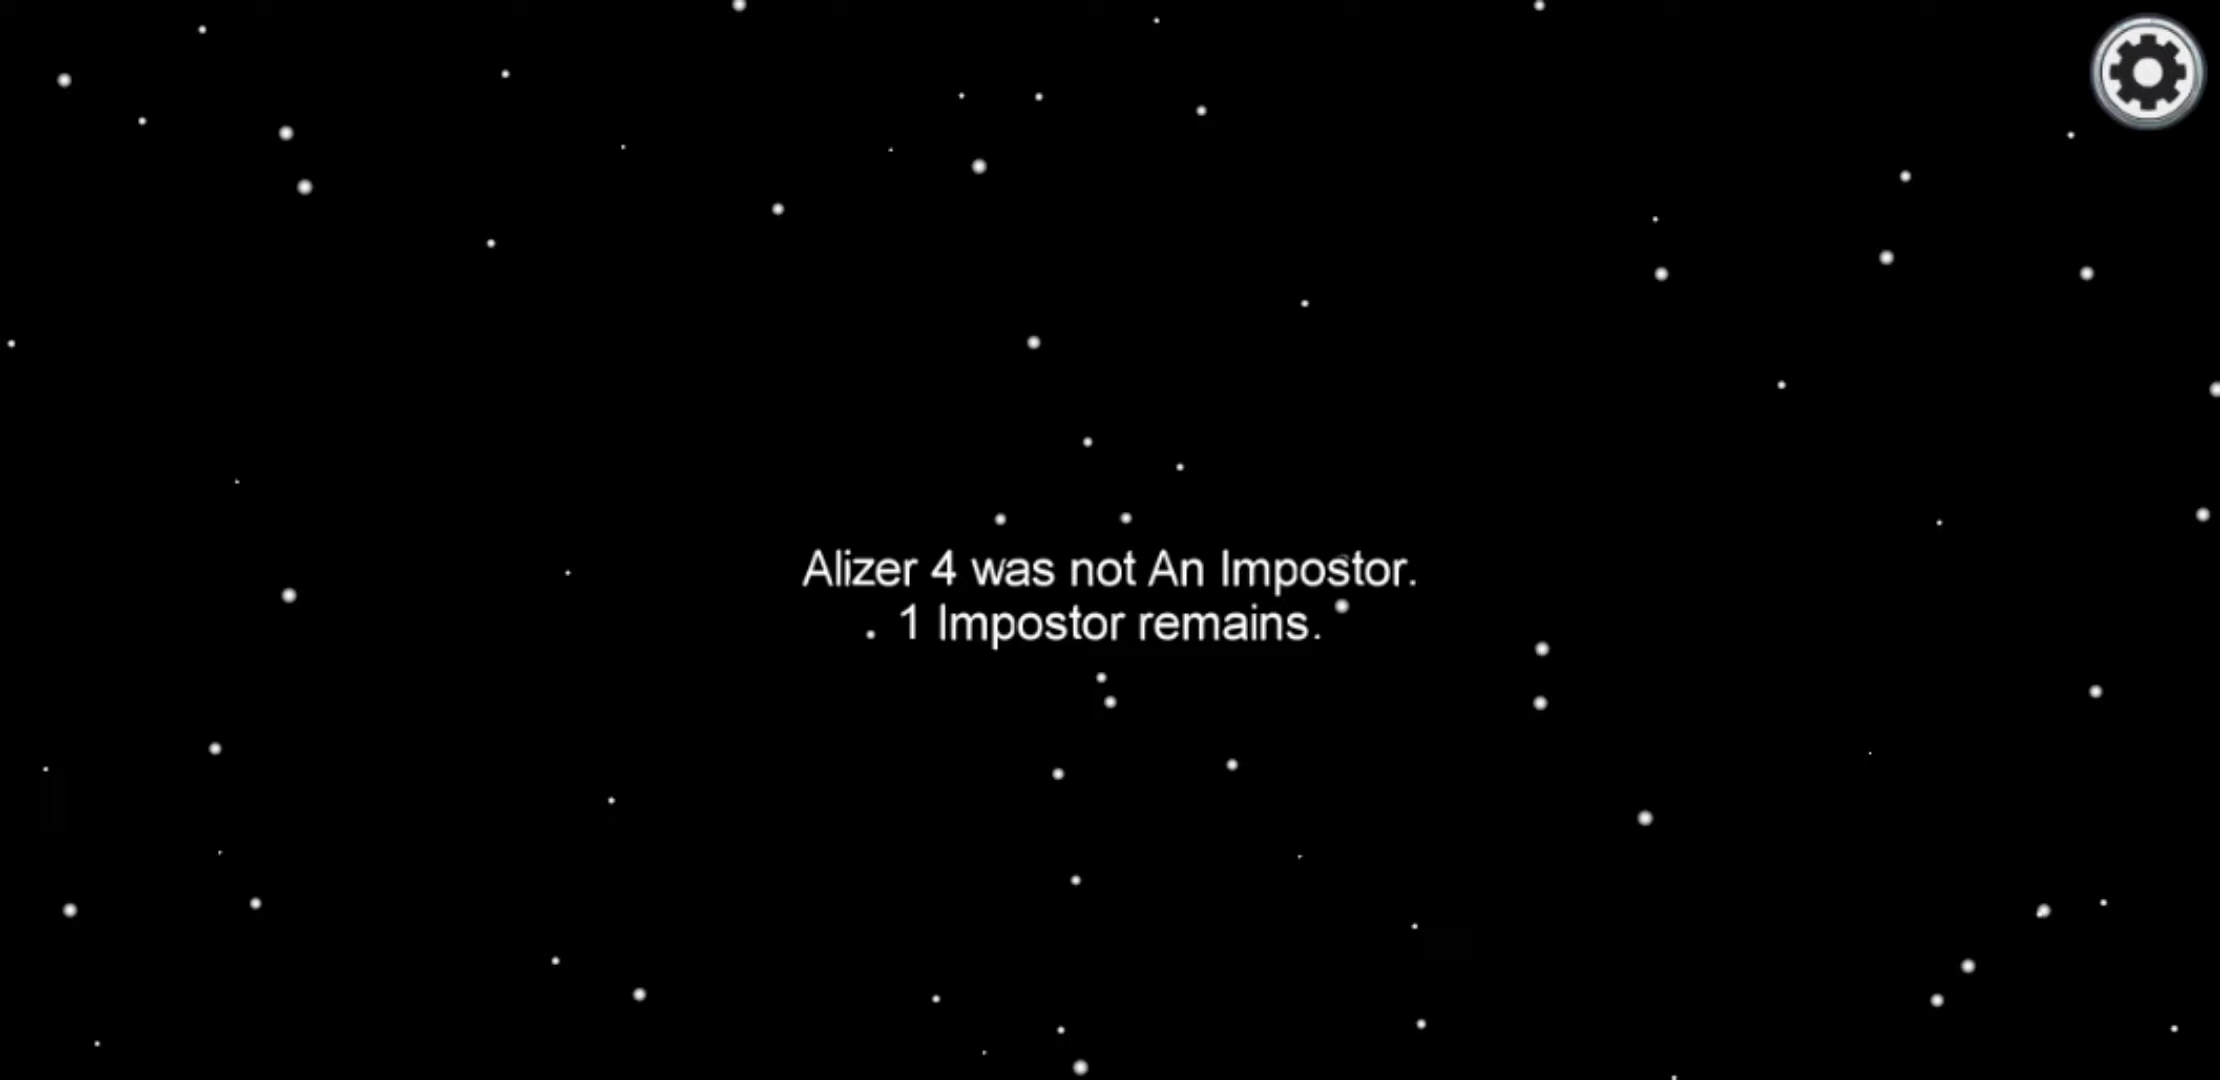 Alizer 4 was not An Impostor.
1 Impostor remains.